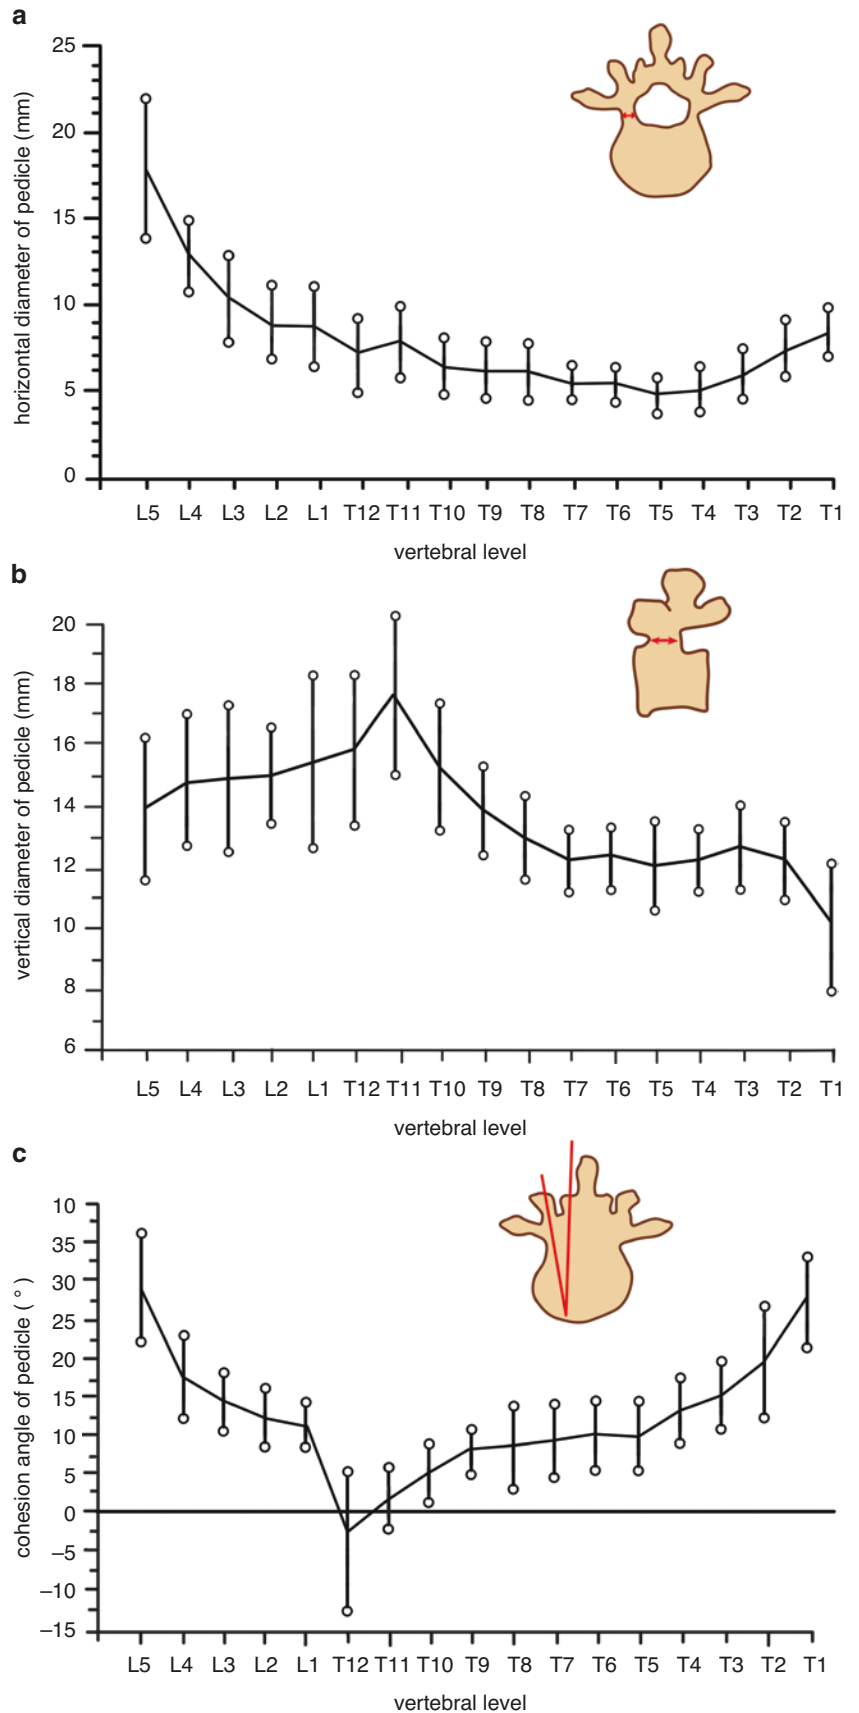 a
horizontal diameter of pedicle (mm)
25
20
15
10
5
0
L5 L4 L3 L2 L1 T12 T11 T10 T9 T8 T7 T6 T5 T4 T3 T2 T1
vertebral level
b
vertical diameter of pedicle (mm)
20
18
16
14
12
10
8
6
L5 L4 L3 L2 L1 T12 T11 T10 T9 T8 T7 T6 T5 T4 T3 T2 T1
vertebral level
c
cohesion angle of pedicle ( ° )
10
35
30
25
20
15
10
5
0
–5
–10
–15
L5 L4 L3 L2 L1 T12 T11 T10 T9 T8 T7 T6 T5 T4 T3 T2 T1
vertebral level